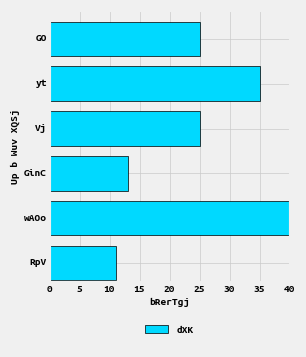 GO
yt
Vj
GinC
wAOo
RpV
Up b Wuv XQSj
0 5 10 15 20 25 30 35 40
bRerTgj
dXK